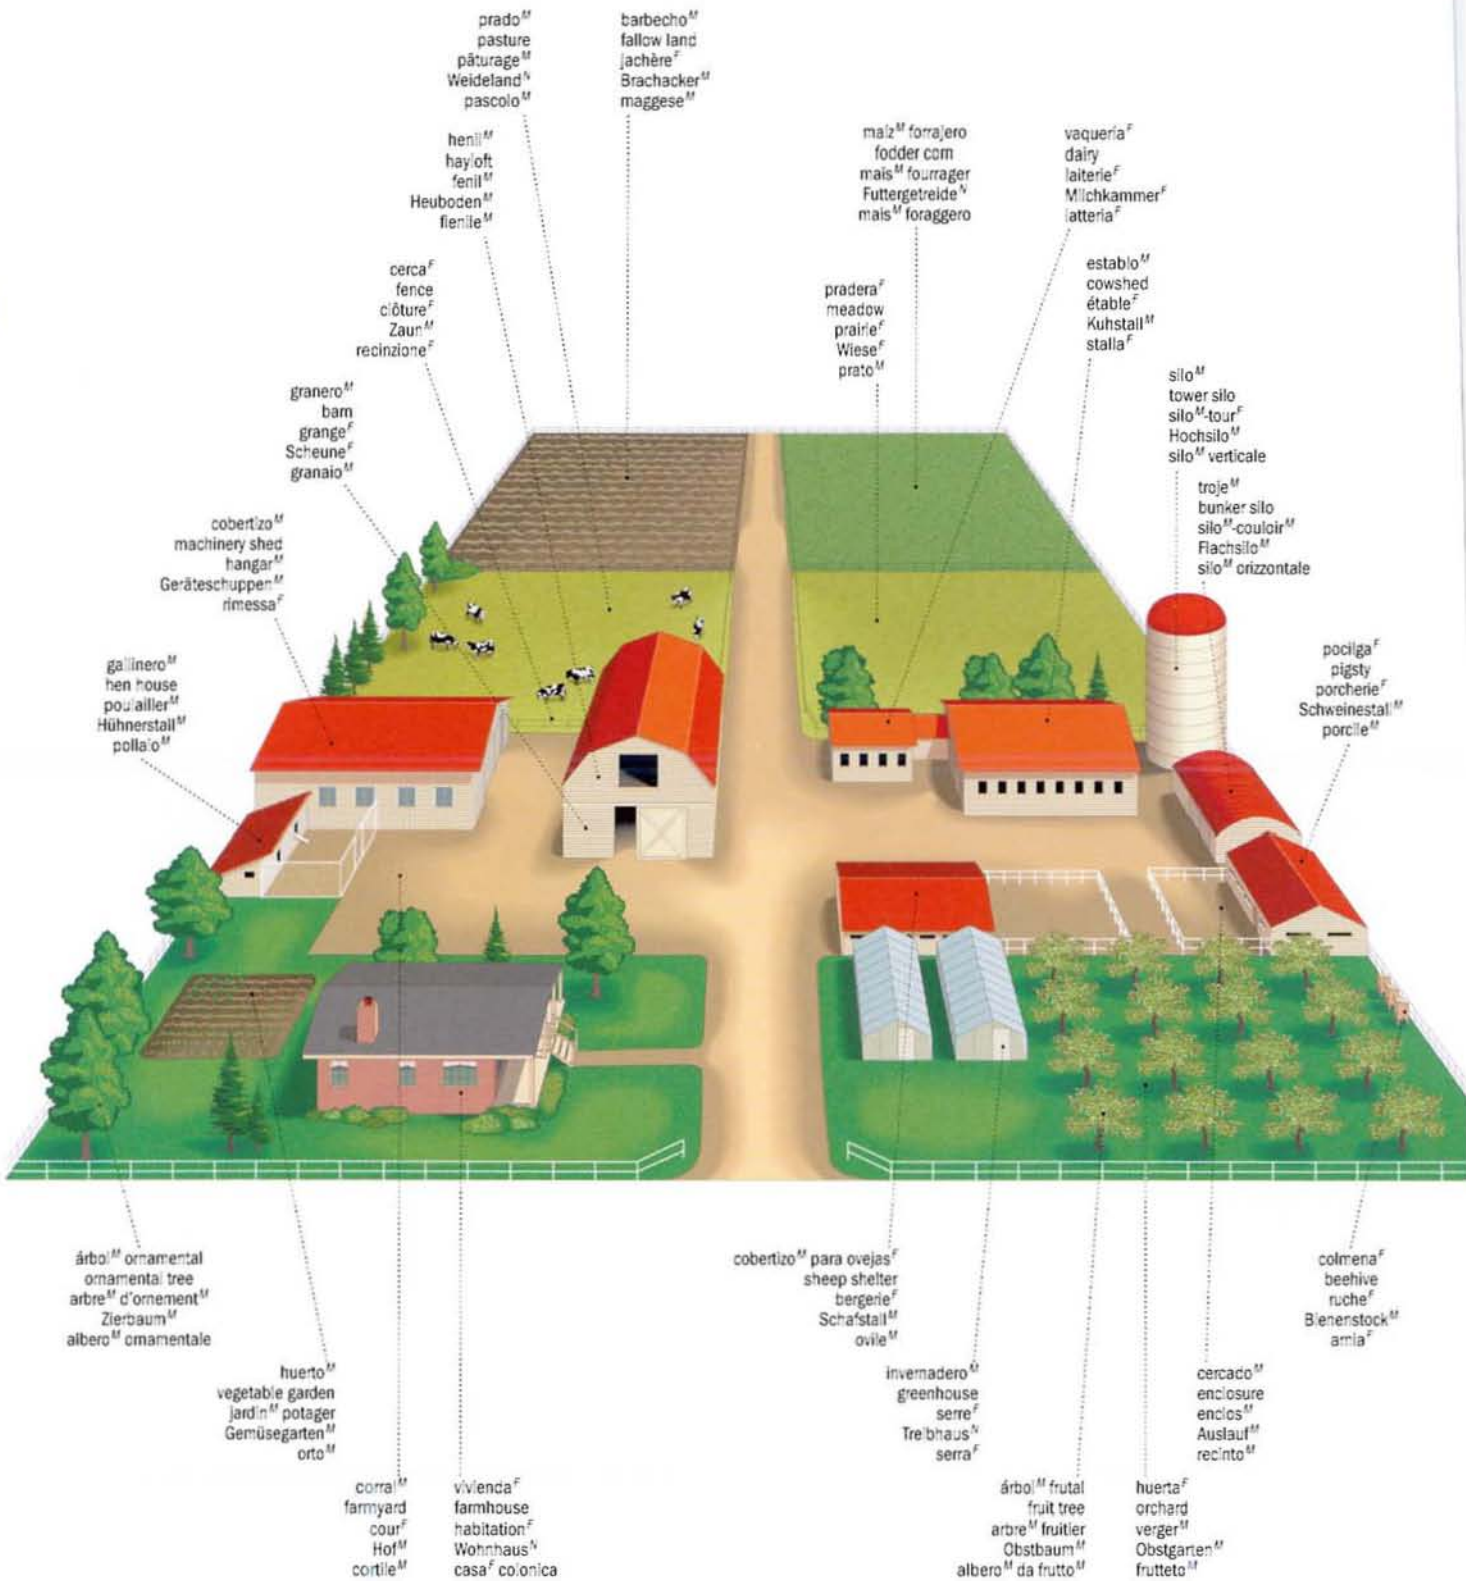 prado^M
pasture
pâturage^M
Weideland^N
pascolo^M
barbecho^M
fallow land
jachère^F
Brachacker^M
maggese^M
henil^M
hayloft
fenil^M
Heuboden^M
fienile^M
maíz^M forrajero
fodder corn
maïs^M fourrager
Futtergetreide^N
mais^M foraggero
vaquería^F
dairy
laiterie^F
Milchkammer^F
latteria^F
cerca^F
fence
clôture^F
Zaun^M
recinzione^F
pradera^F
meadow
prairie^F
Wiese^F
prato^M
establo^M
cowshed
étable^F
Kuhstall^M
stalla^F
granero^M
barn
grange^F
Scheune^F
granaio^M
silo^M
tower silo
silo^M-tour^F
Hochsilo^M
silo^M verticale
troje^M
bunker silo
silo^M-couloir^M
Flachsilo^M
silo^M orizzontale
cobertizo^M
machinery shed
hangar^M
Geräteschuppen^M
rimessa^F
gallinero^M
hen house
poulailler^M
Hühnerstall^M
pollaio^M
pocilga^F
pigsty
porcherie^F
Schweinestall^M
porcile^M
árbol^M ornamental
ornamental tree
arbre^M d'ornement^M
Zierbaum^M
albero^M ornamentale
cobertizo^M para ovejas^F
sheep shelter
bergerie^F
Schafstall^M
ovile^M
colmena^F
beehive
ruche^F
Bienenstock^M
arnia^F
huerto^M
vegetable garden
jardin^M potager
Gemüsegarten^M
orto^M
invernadero^M
greenhouse
serre^F
Treibhaus^N
serra^F
cercado^M
enclosure
enclos^M
Auslauf^M
recinto^M
corral^M
farmyard
cour^F
Hof^M
cortile^M
vivienda^F
farmhouse
habitation^F
Wohnhaus^N
casa^F colonica
árbol^M frutal
fruit tree
arbre^M fruitier
Obstbaum^M
albero^M da frutto^M
huerta^F
orchard
verger^M
Obstgarten^M
frutteto^M